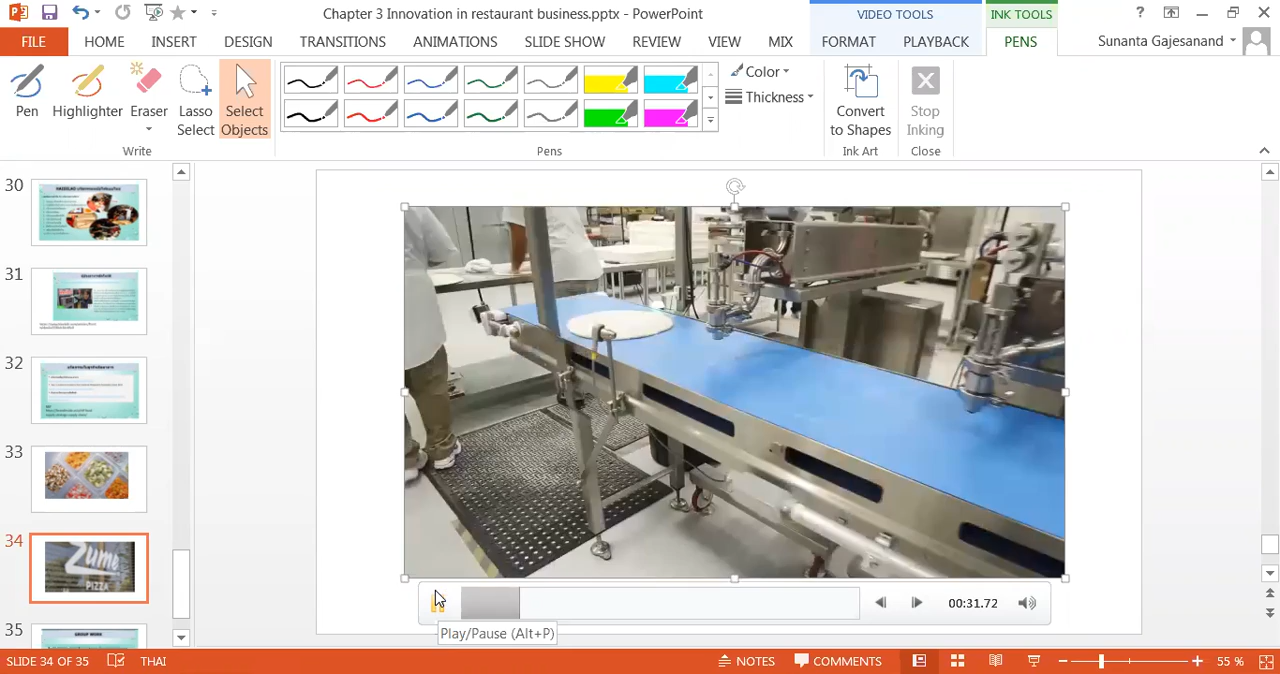 Chapter 3 Innovation in restaurant business.pptx - PowerPoint
VIDEO TOOLS
INK TOOLS
?
FILE
HOME
INSERT
DESIGN
TRANSITIONS
ANIMATIONS
SLIDE SHOW
REVIEW
VIEW
MIX
FORMAT
PLAYBACK
PENS
Sunanta Gajesanand
Pen
Highlighter
Eraser
Lasso
Select
Select
Objects
Color
Thickness
Convert
to Shapes
Stop
Inking
Write
Pens
Ink Art
Close
30
31
32
33
34
PIZZA
35
GROUP WORK
00:31.72
Play/Pause (Alt+P)
SLIDE 34 OF 35
THAI
NOTES
COMMENTS
55 %